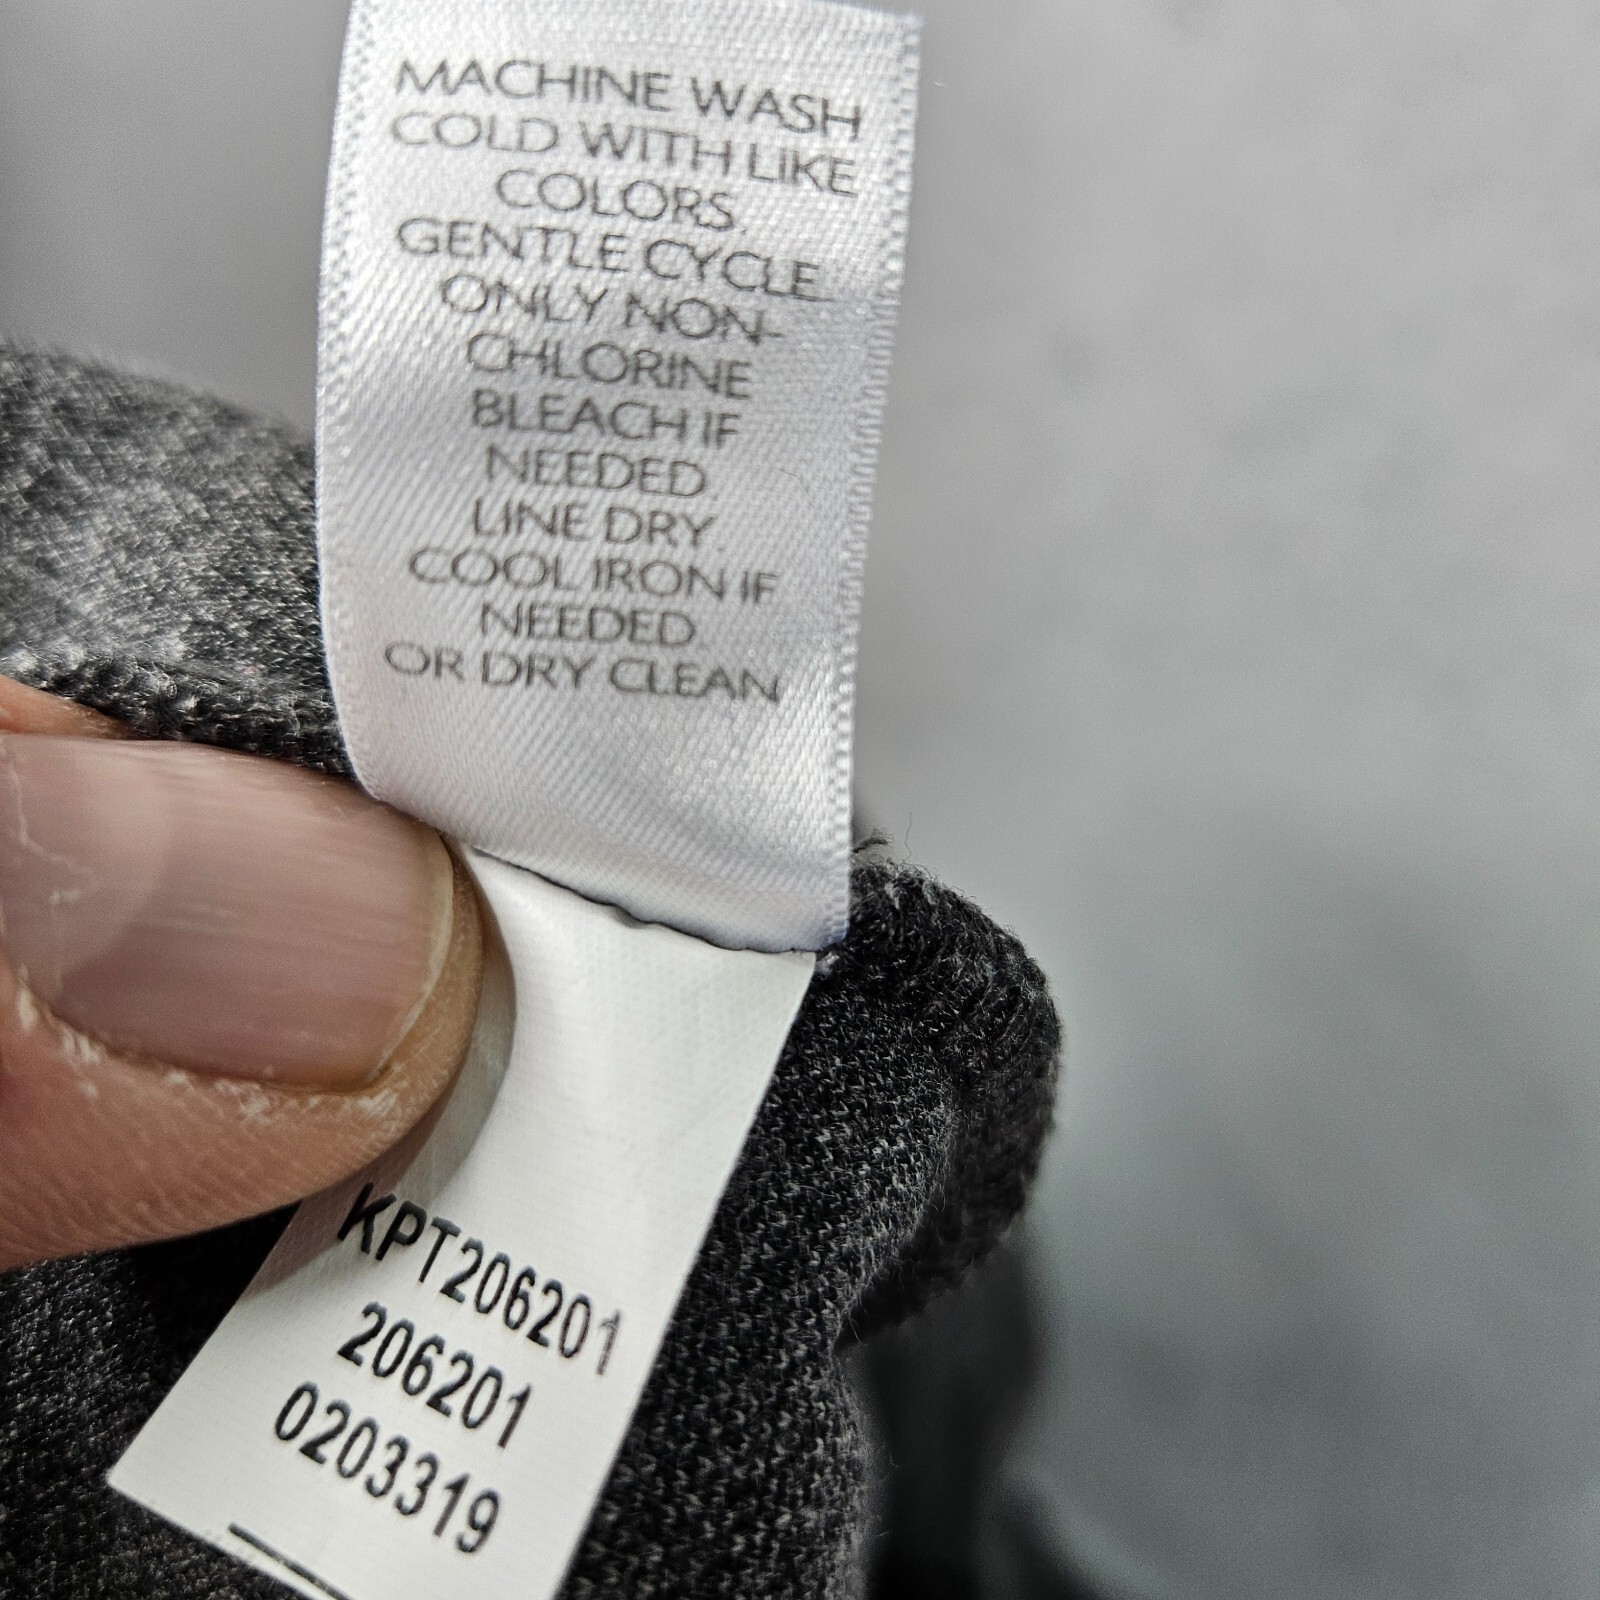 MACHINE WASH
COLD WITH LIKE
COLORS.
GENTLE CYCLE.
ONLY NON-
CHLORINE
BLEACH IF
NEEDED.
LINE DRY.
COOL IRON IF
NEEDED
OR DRY CLEAN
KPT206201
206201
0203319